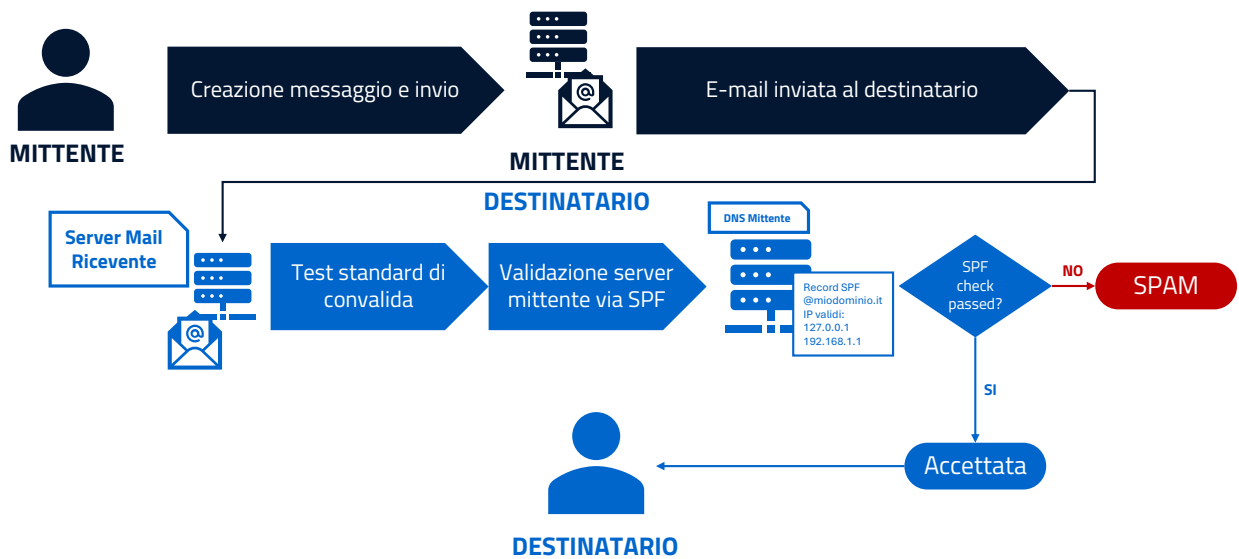 Creazione messaggio e invio
E-mail inviata al destinatario
MITTENTE
MITTENTE
DESTINATARIO
Server Mail
Ricevente
Test standard di
convalida
Validazione server
mittente via SPF
DNS Mittente
Record SPF
@miodominio.it
IP validi:
127.0.0.1
192.168.1.1
SPF
check
passed?
NO
SPAM
SI
Accettata
DESTINATARIO